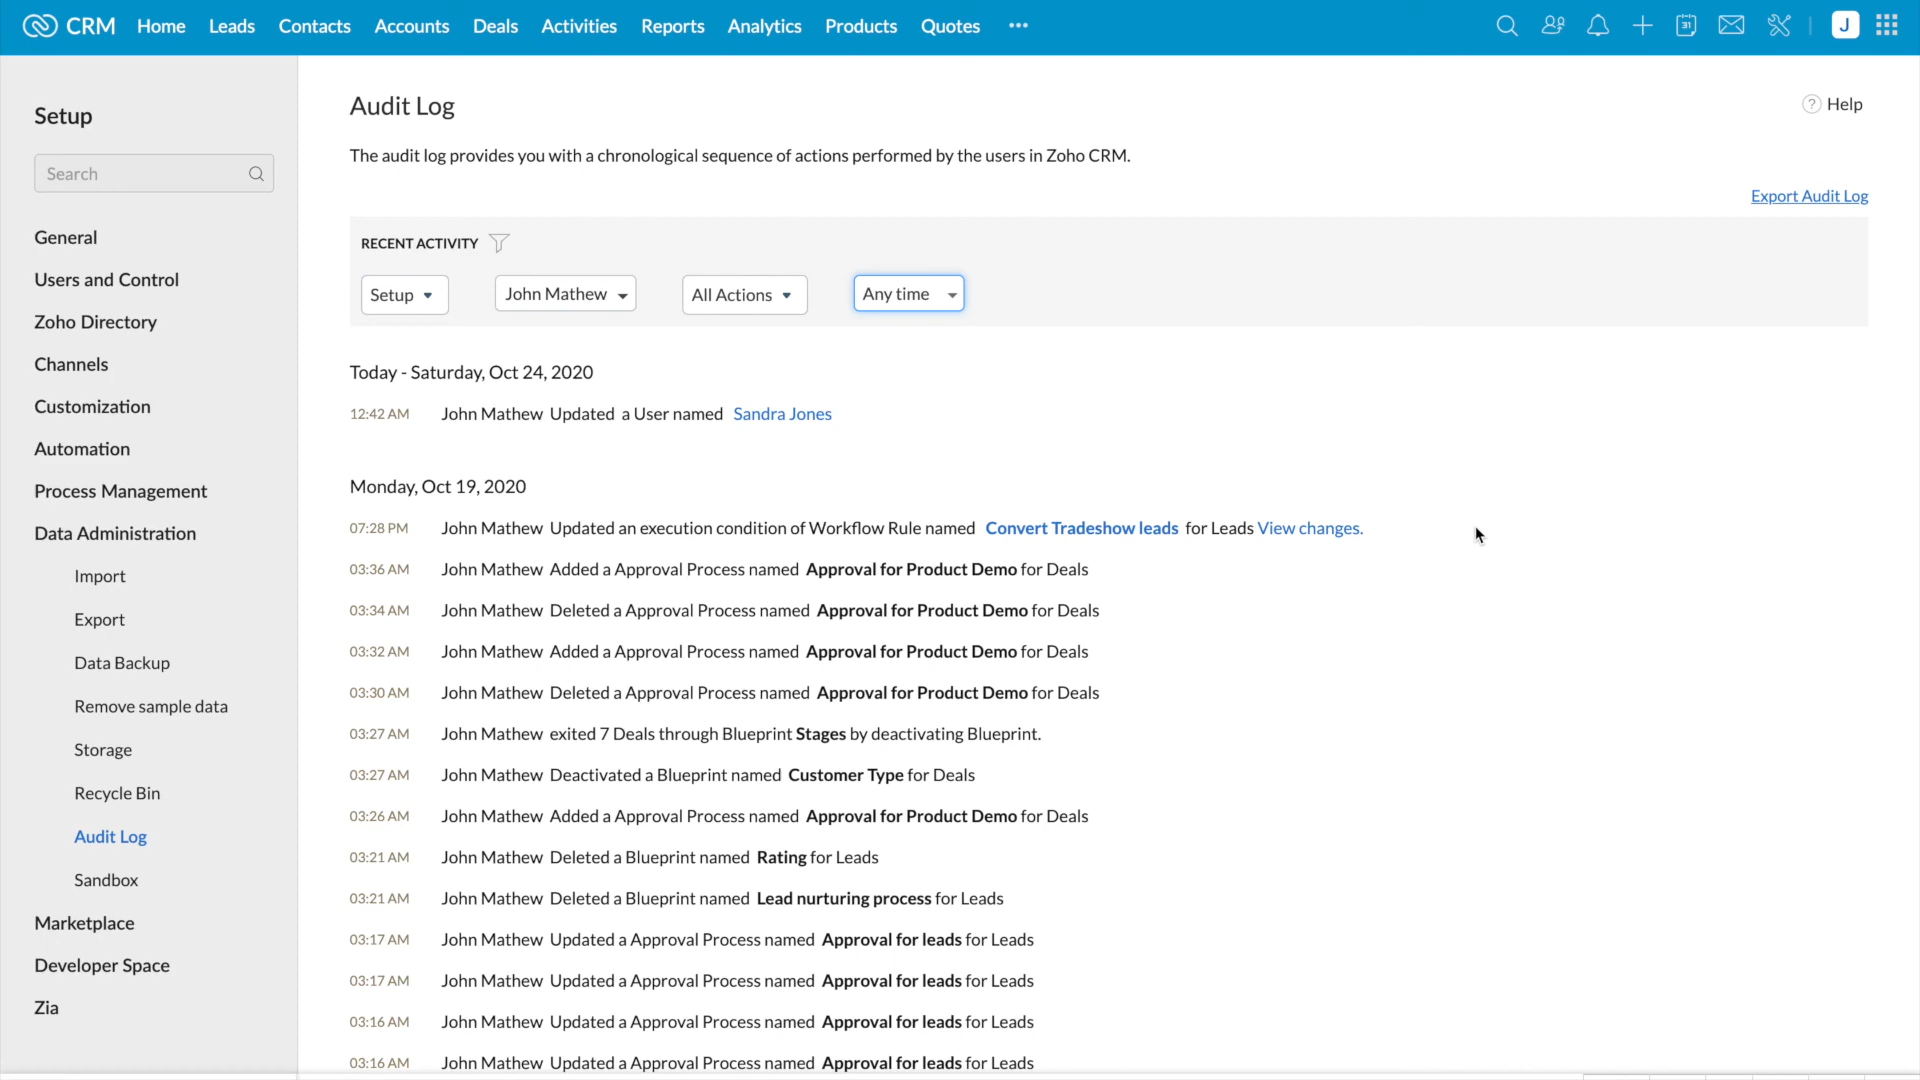 CRM Home Leads Contacts Accounts Deals Activities Reports Analytics Products Quotes ••• 31 J
Setup
Search
General
Users and Control
Zoho Directory
Channels
Customization
Automation
Process Management
Data Administration
Import
Export
Data Backup
Remove sample data
Storage
Recycle Bin
Audit Log
Sandbox
Marketplace
Developer Space
Zia
Audit Log
? Help
The audit log provides you with a chronological sequence of actions performed by the users in Zoho CRM.
Export Audit Log
RECENT ACTIVITY
Setup John Mathew All Actions Any time
Today - Saturday, Oct 24, 2020
12:42 AM John Mathew Updated a User named Sandra Jones
Monday, Oct 19, 2020
07:28 PM John Mathew Updated an execution condition of Workflow Rule named Convert Tradeshow leads for Leads View changes.
03:36 AM John Mathew Added a Approval Process named Approval for Product Demo for Deals
03:34 AM John Mathew Deleted a Approval Process named Approval for Product Demo for Deals
03:32 AM John Mathew Added a Approval Process named Approval for Product Demo for Deals
03:30 AM John Mathew Deleted a Approval Process named Approval for Product Demo for Deals
03:27 AM John Mathew exited 7 Deals through Blueprint Stages by deactivating Blueprint.
03:27 AM John Mathew Deactivated a Blueprint named Customer Type for Deals
03:26 AM John Mathew Added a Approval Process named Approval for Product Demo for Deals
03:21 AM John Mathew Deleted a Blueprint named Rating for Leads
03:21 AM John Mathew Deleted a Blueprint named Lead nurturing process for Leads
03:17 AM John Mathew Updated a Approval Process named Approval for leads for Leads
03:17 AM John Mathew Updated a Approval Process named Approval for leads for Leads
03:16 AM John Mathew Updated a Approval Process named Approval for leads for Leads
03:16 AM John Mathew Updated a Approval Process named Approval for leads for Leads